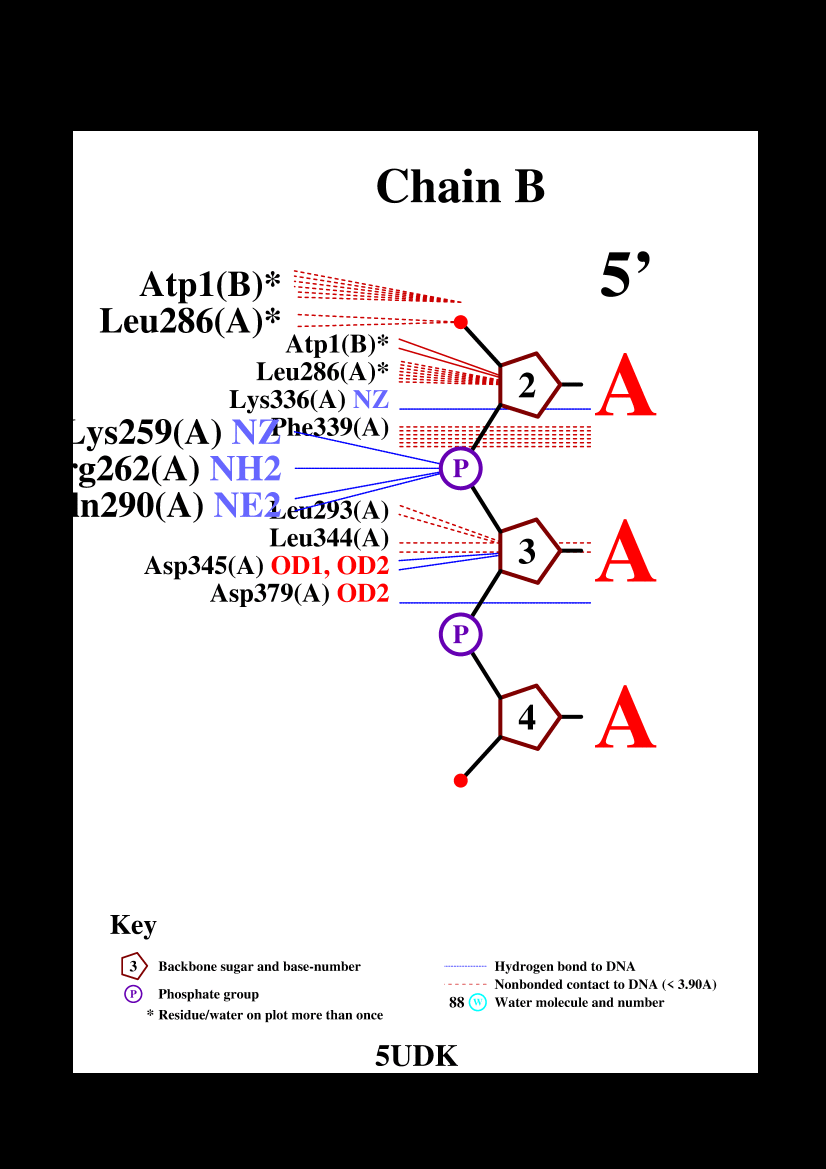 Chain B
5’
Atp1(B)*
Leu286(A)*
Atp1(B)*
Leu286(A)*
2
A
Lys336(A) NZ
Phe339(A)
Lys259(A) NZ
rg262(A) NH2
P
ln290(A) NE2
Leu293(A)
Leu344(A)
3
A
Asp345(A) OD1, OD2
Asp379(A) OD2
P
4
A
Key
3 Backbone sugar and base-number
P Phosphate group
* Residue/water on plot more than once
Hydrogen bond to DNA
Nonbonded contact to DNA (< 3.90A)
88 W Water molecule and number
5UDK